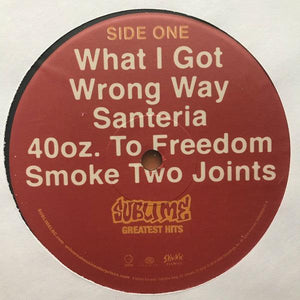 SIDE ONE
What I Got
Wrong Way
Santeria
40oz. To Freedom
Smoke Two Joints
SUBLIME
GREATEST HITS